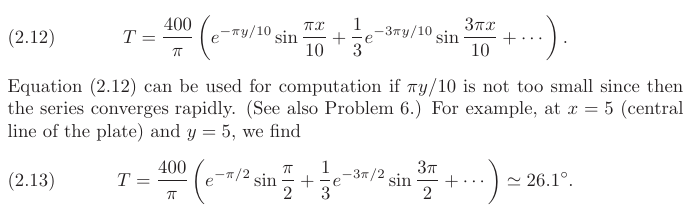 (2.12) T = \frac{400}{\pi} \left( e^{-\pi y/10} \sin \frac{\pi x}{10} + \frac{1}{3} e^{-3\pi y/10} \sin \frac{3\pi x}{10} + \cdots \right).
Equation (2.12) can be used for computation if πy/10 is not too small since then
the series converges rapidly. (See also Problem 6.) For example, at x = 5 (central
line of the plate) and y = 5, we find
(2.13) T = \frac{400}{\pi} \left( e^{-\pi/2} \sin \frac{\pi}{2} + \frac{1}{3} e^{-3\pi/2} \sin \frac{3\pi}{2} + \cdots \right) ≃ 26.1°.